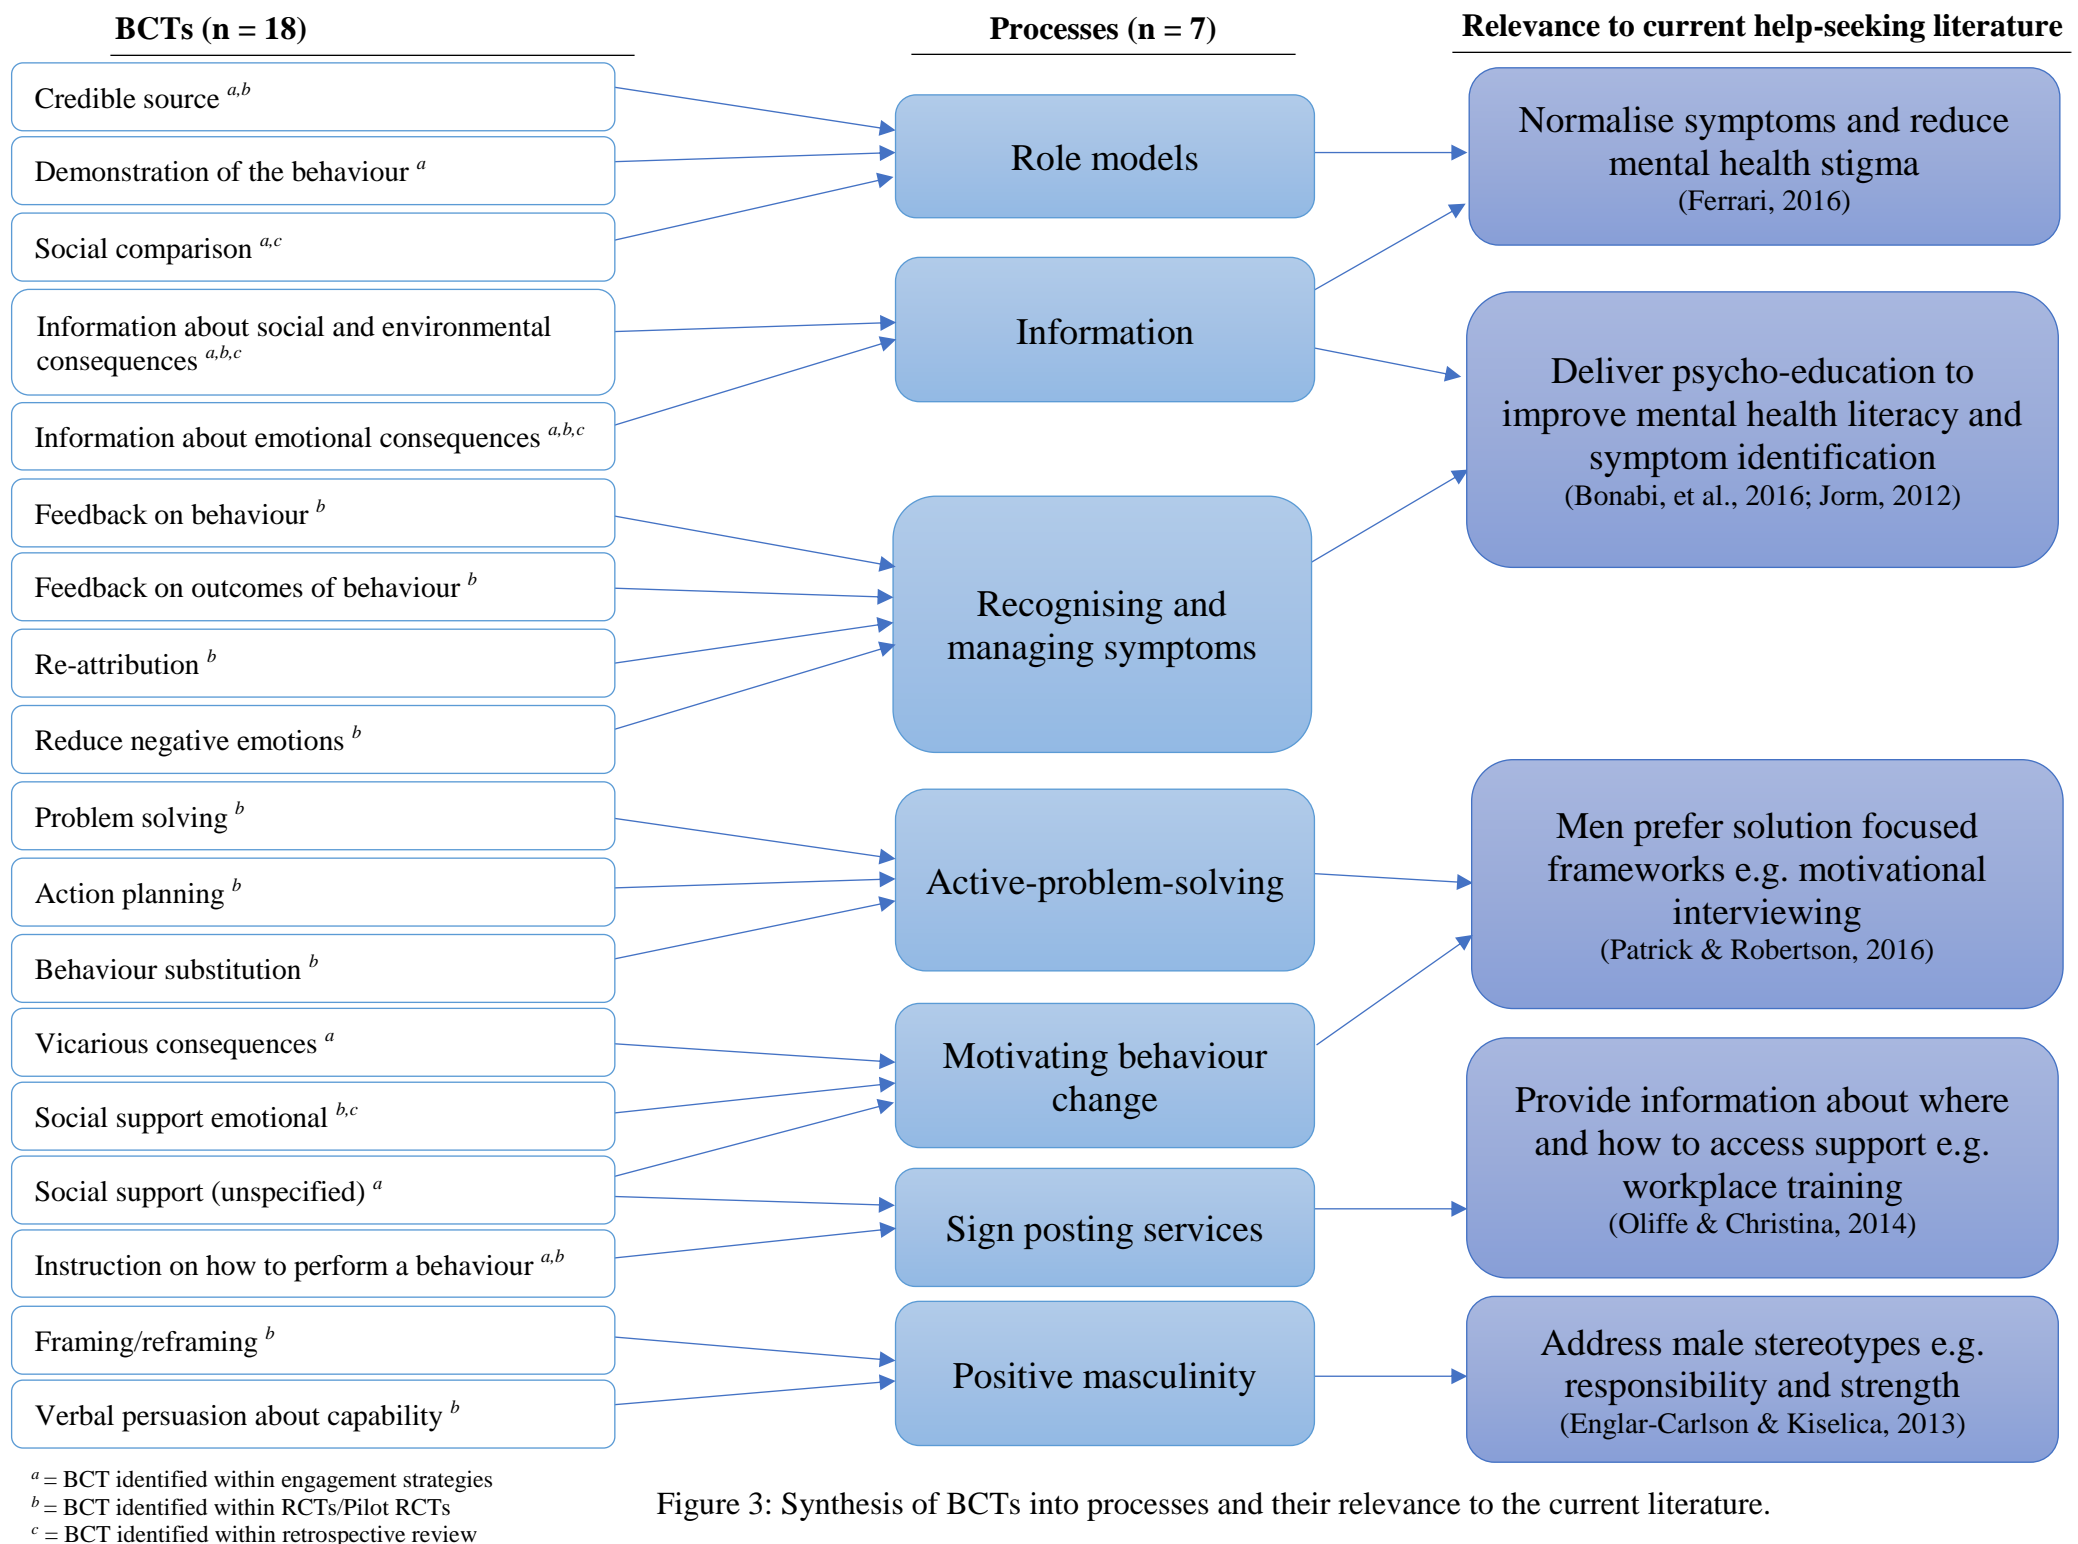 BCTs (n = 18)
Credible source a,b
Demonstration of the behaviour a
Social comparison a,c
Information about social and environmental
consequences a,b,c
Information about emotional consequences a,b,c
Feedback on behaviour b
Feedback on outcomes of behaviour b
Re-attribution b
Reduce negative emotions b
Problem solving b
Action planning b
Behaviour substitution b
Vicarious consequences a
Social support emotional b,c
Social support (unspecified) a
Instruction on how to perform a behaviour a,b
Framing/reframing b
Verbal persuasion about capability b
a = BCT identified within engagement strategies
b = BCT identified within RCTs/Pilot RCTs
c = BCT identified within retrospective review
Processes (n = 7)
Role models
Information
Recognising and
managing symptoms
Active-problem-solving
Motivating behaviour
change
Sign posting services
Positive masculinity
Relevance to current help-seeking literature
Normalise symptoms and reduce
mental health stigma
(Ferrari, 2016)
Deliver psycho-education to
improve mental health literacy and
symptom identification
(Bonabi, et al., 2016; Jorm, 2012)
Men prefer solution focused
frameworks e.g. motivational
interviewing
(Patrick & Robertson, 2016)
Provide information about where
and how to access support e.g.
workplace training
(Oliffe & Christina, 2014)
Address male stereotypes e.g.
responsibility and strength
(Englar-Carlson & Kiselica, 2013)
Figure 3: Synthesis of BCTs into processes and their relevance to the current literature.